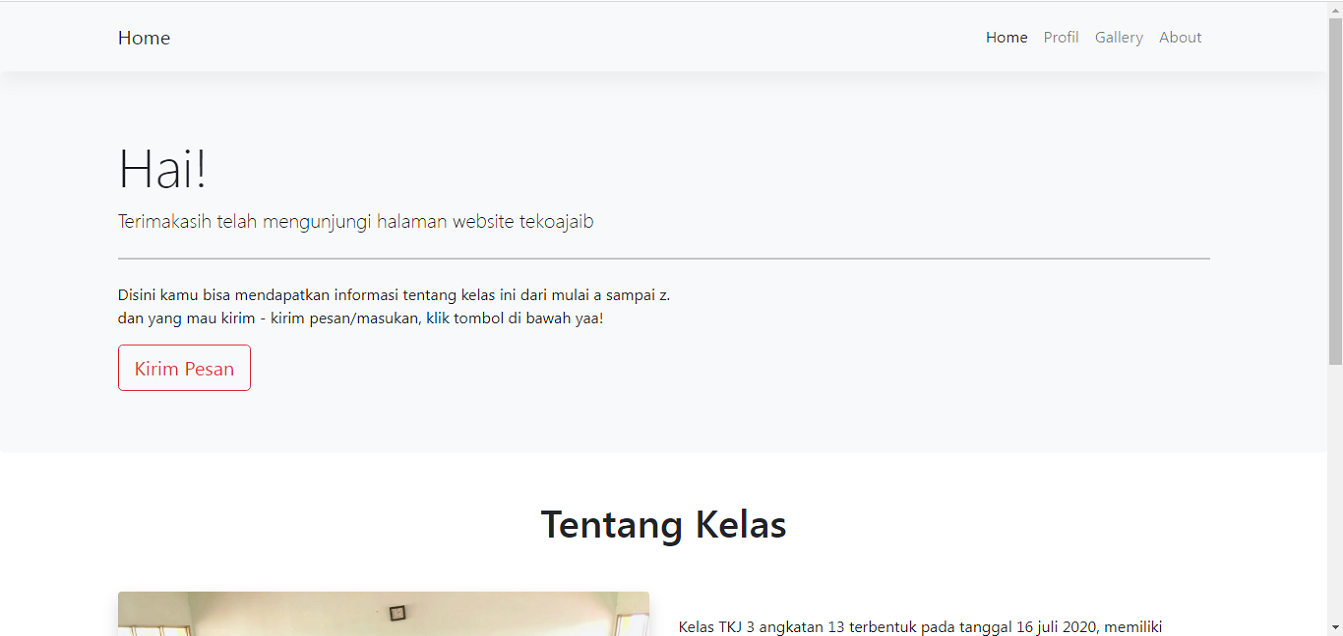 Home
Home Profil Gallery About
Hai!
Terimakasih telah mengunjungi halaman website tekoajaib
Disini kamu bisa mendapatkan informasi tentang kelas ini dari mulai a sampai z.
dan yang mau kirim - kirim pesan/masukan, klik tombol di bawah yaa!
Kirim Pesan
Tentang Kelas
Kelas TKJ 3 angkatan 13 terbentuk pada tanggal 16 juli 2020, memiliki